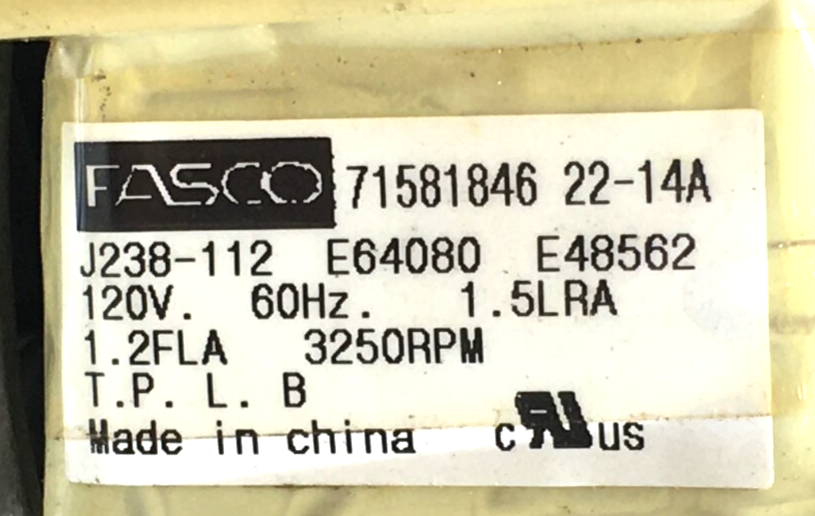 FASCO 71581846 22-14A
J238-112 E64080 E48562
120V. 60Hz. 1.5LRA
1.2FLA 3250RPM
T.P. L. B
Made in china c RU us